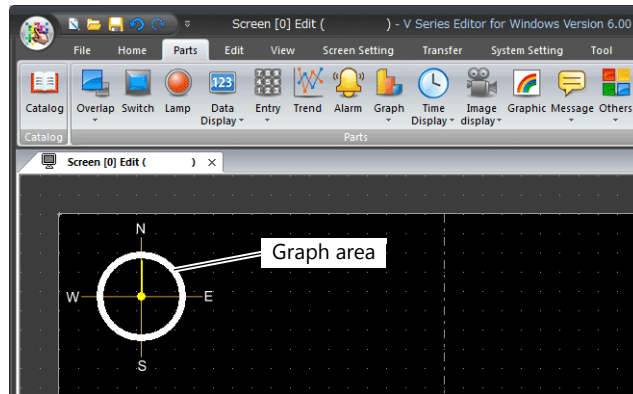 Screen [0] Edit (          ) - V Series Editor for Windows Version 6.00
File Home Parts Edit View Screen Setting Transfer System Setting Tool
Catalog Overlap Switch Lamp Data Display Entry Trend Alarm Graph Time Display Image display Graphic Message Others
123
Catalog Parts
Screen [0] Edit (          ) ×
N
Graph area
W E
S